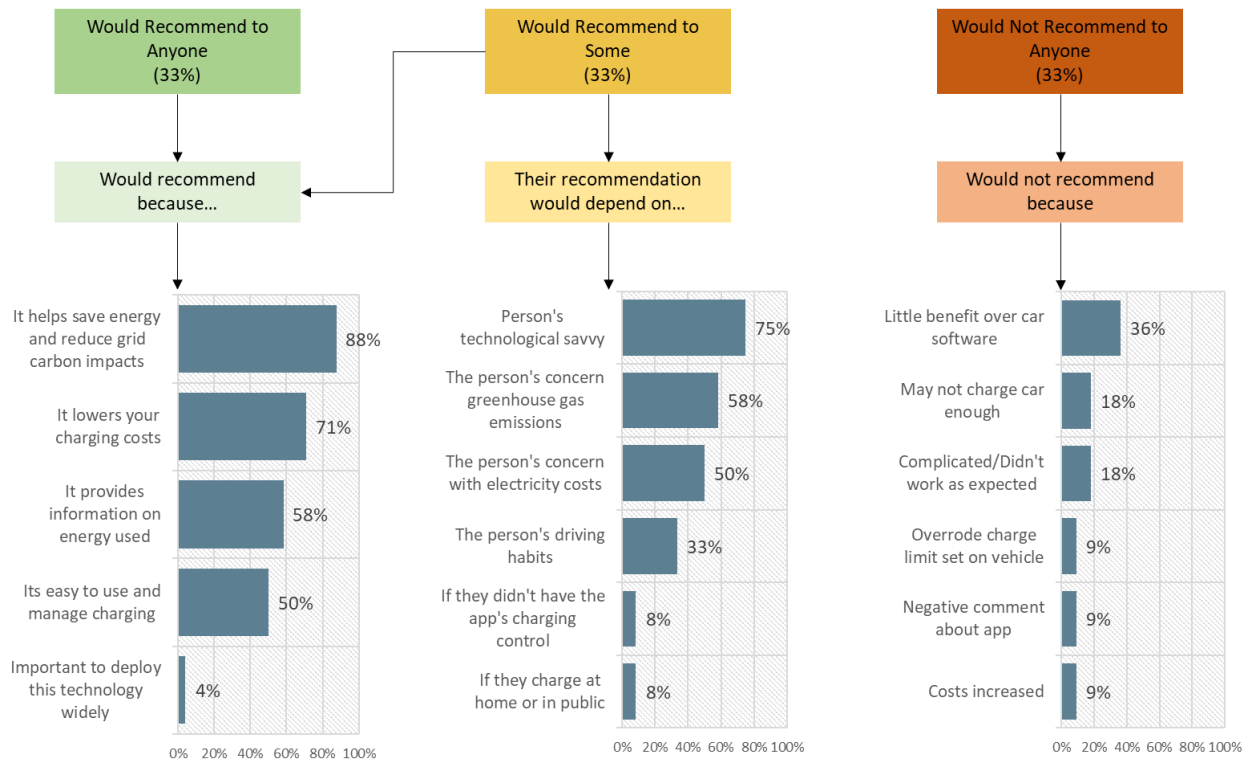 Would Recommend to
Anyone
(33%)
Would Recommend to
Some
(33%)
Would Not Recommend to
Anyone
(33%)
Would recommend
because…
Their recommendation
would depend on…
Would not recommend
because
It helps save energy
and reduce grid
carbon impacts
88%
It lowers your
charging costs
71%
It provides
information on
energy used
58%
Its easy to use and
manage charging
50%
Important to deploy
this technology
widely
4%
0% 20% 40% 60% 80% 100%
Person's
technological savvy
75%
The person's concern
greenhouse gas
emissions
58%
The person's concern
with electricity costs
50%
The person's driving
habits
33%
If they didn't have the
app's charging
control
8%
If they charge at
home or in public
8%
0% 20% 40% 60% 80% 100%
Little benefit over car
software
36%
May not charge car
enough
18%
Complicated/Didn't
work as expected
18%
Overrode charge
limit set on vehicle
9%
Negative comment
about app
9%
Costs increased
9%
0% 20% 40% 60% 80% 100%